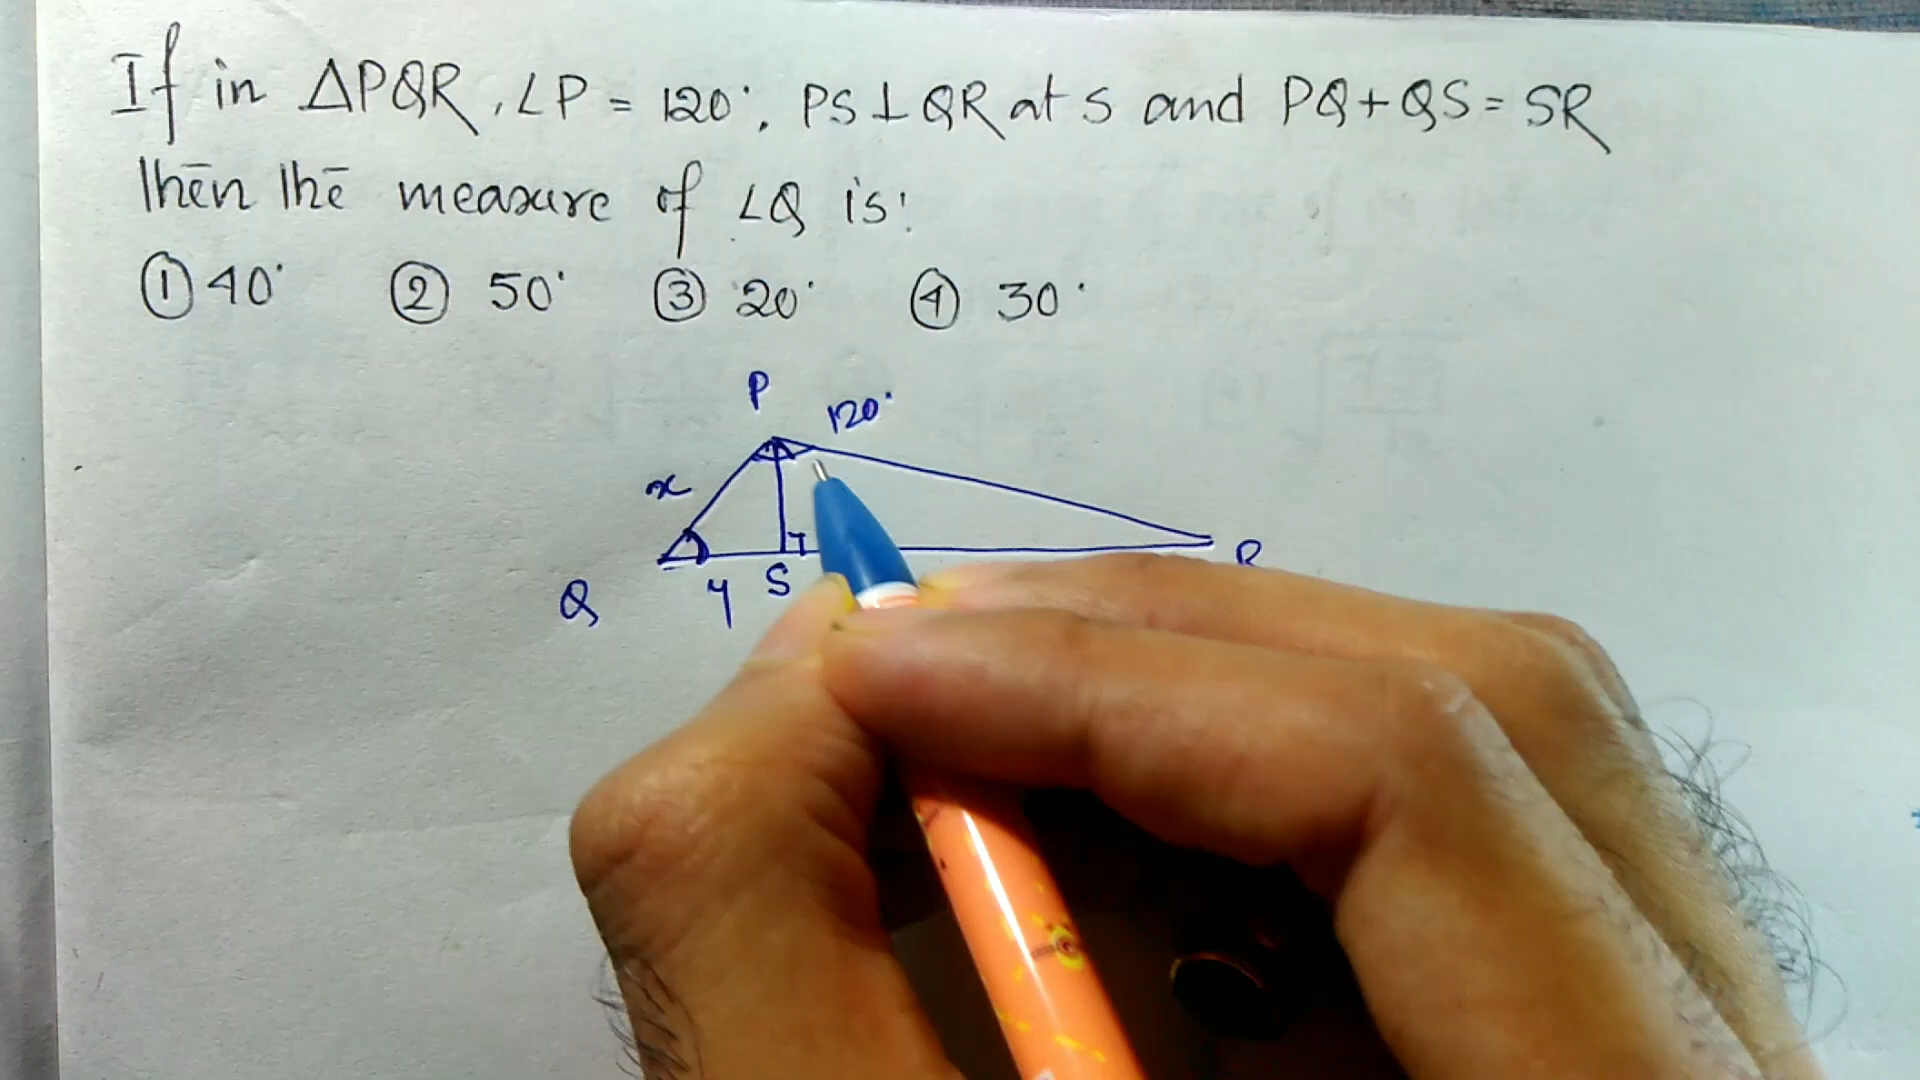 If in ΔPQR, ∠P = 120°, PS⊥QR at S and PQ+QS = SR
Then the measure of ∠Q is:
① 40° ② 50° ③ 20° ④ 30°
P
120°
x
Q
y
S
R